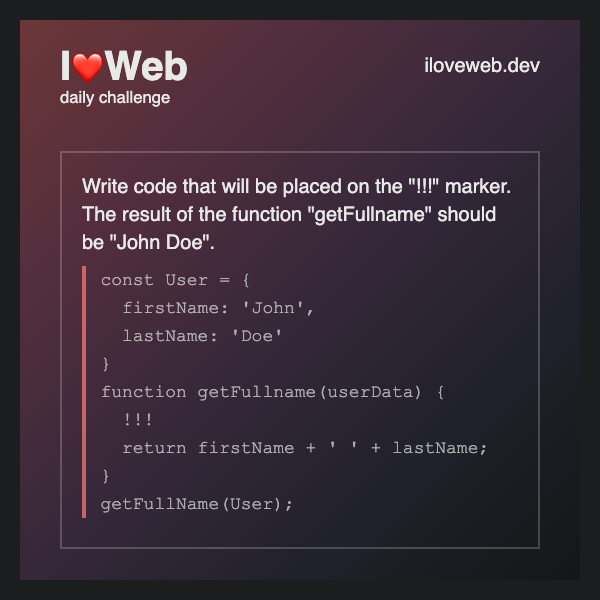 I❤️Web
iloveweb.dev
daily challenge
Write code that will be placed on the "!!!" marker.
The result of the function "getFullname" should
be "John Doe".
const User = {
  firstName: 'John',
  lastName: 'Doe'
}
function getFullname(userData) {
  !!!
  return firstName + ' ' + lastName;
}
getFullName(User);